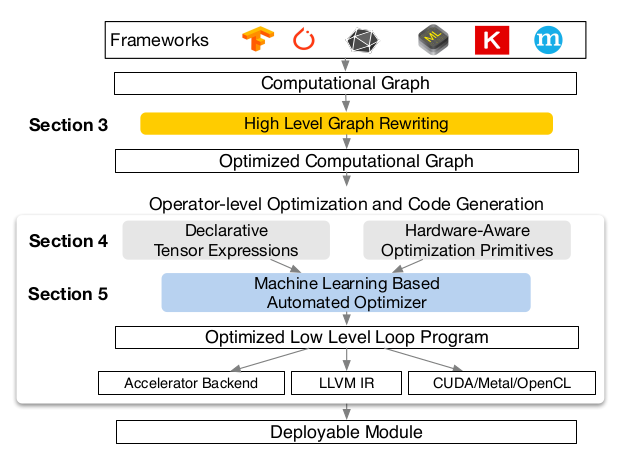 Frameworks
ML
K
m
Computational Graph
Section 3
High Level Graph Rewriting
Optimized Computational Graph
Operator-level Optimization and Code Generation
Section 4
Declarative
Tensor Expressions
Hardware-Aware
Optimization Primitives
Section 5
Machine Learning Based
Automated Optimizer
Optimized Low Level Loop Program
Accelerator Backend
LLVM IR
CUDA/Metal/OpenCL
Deployable Module